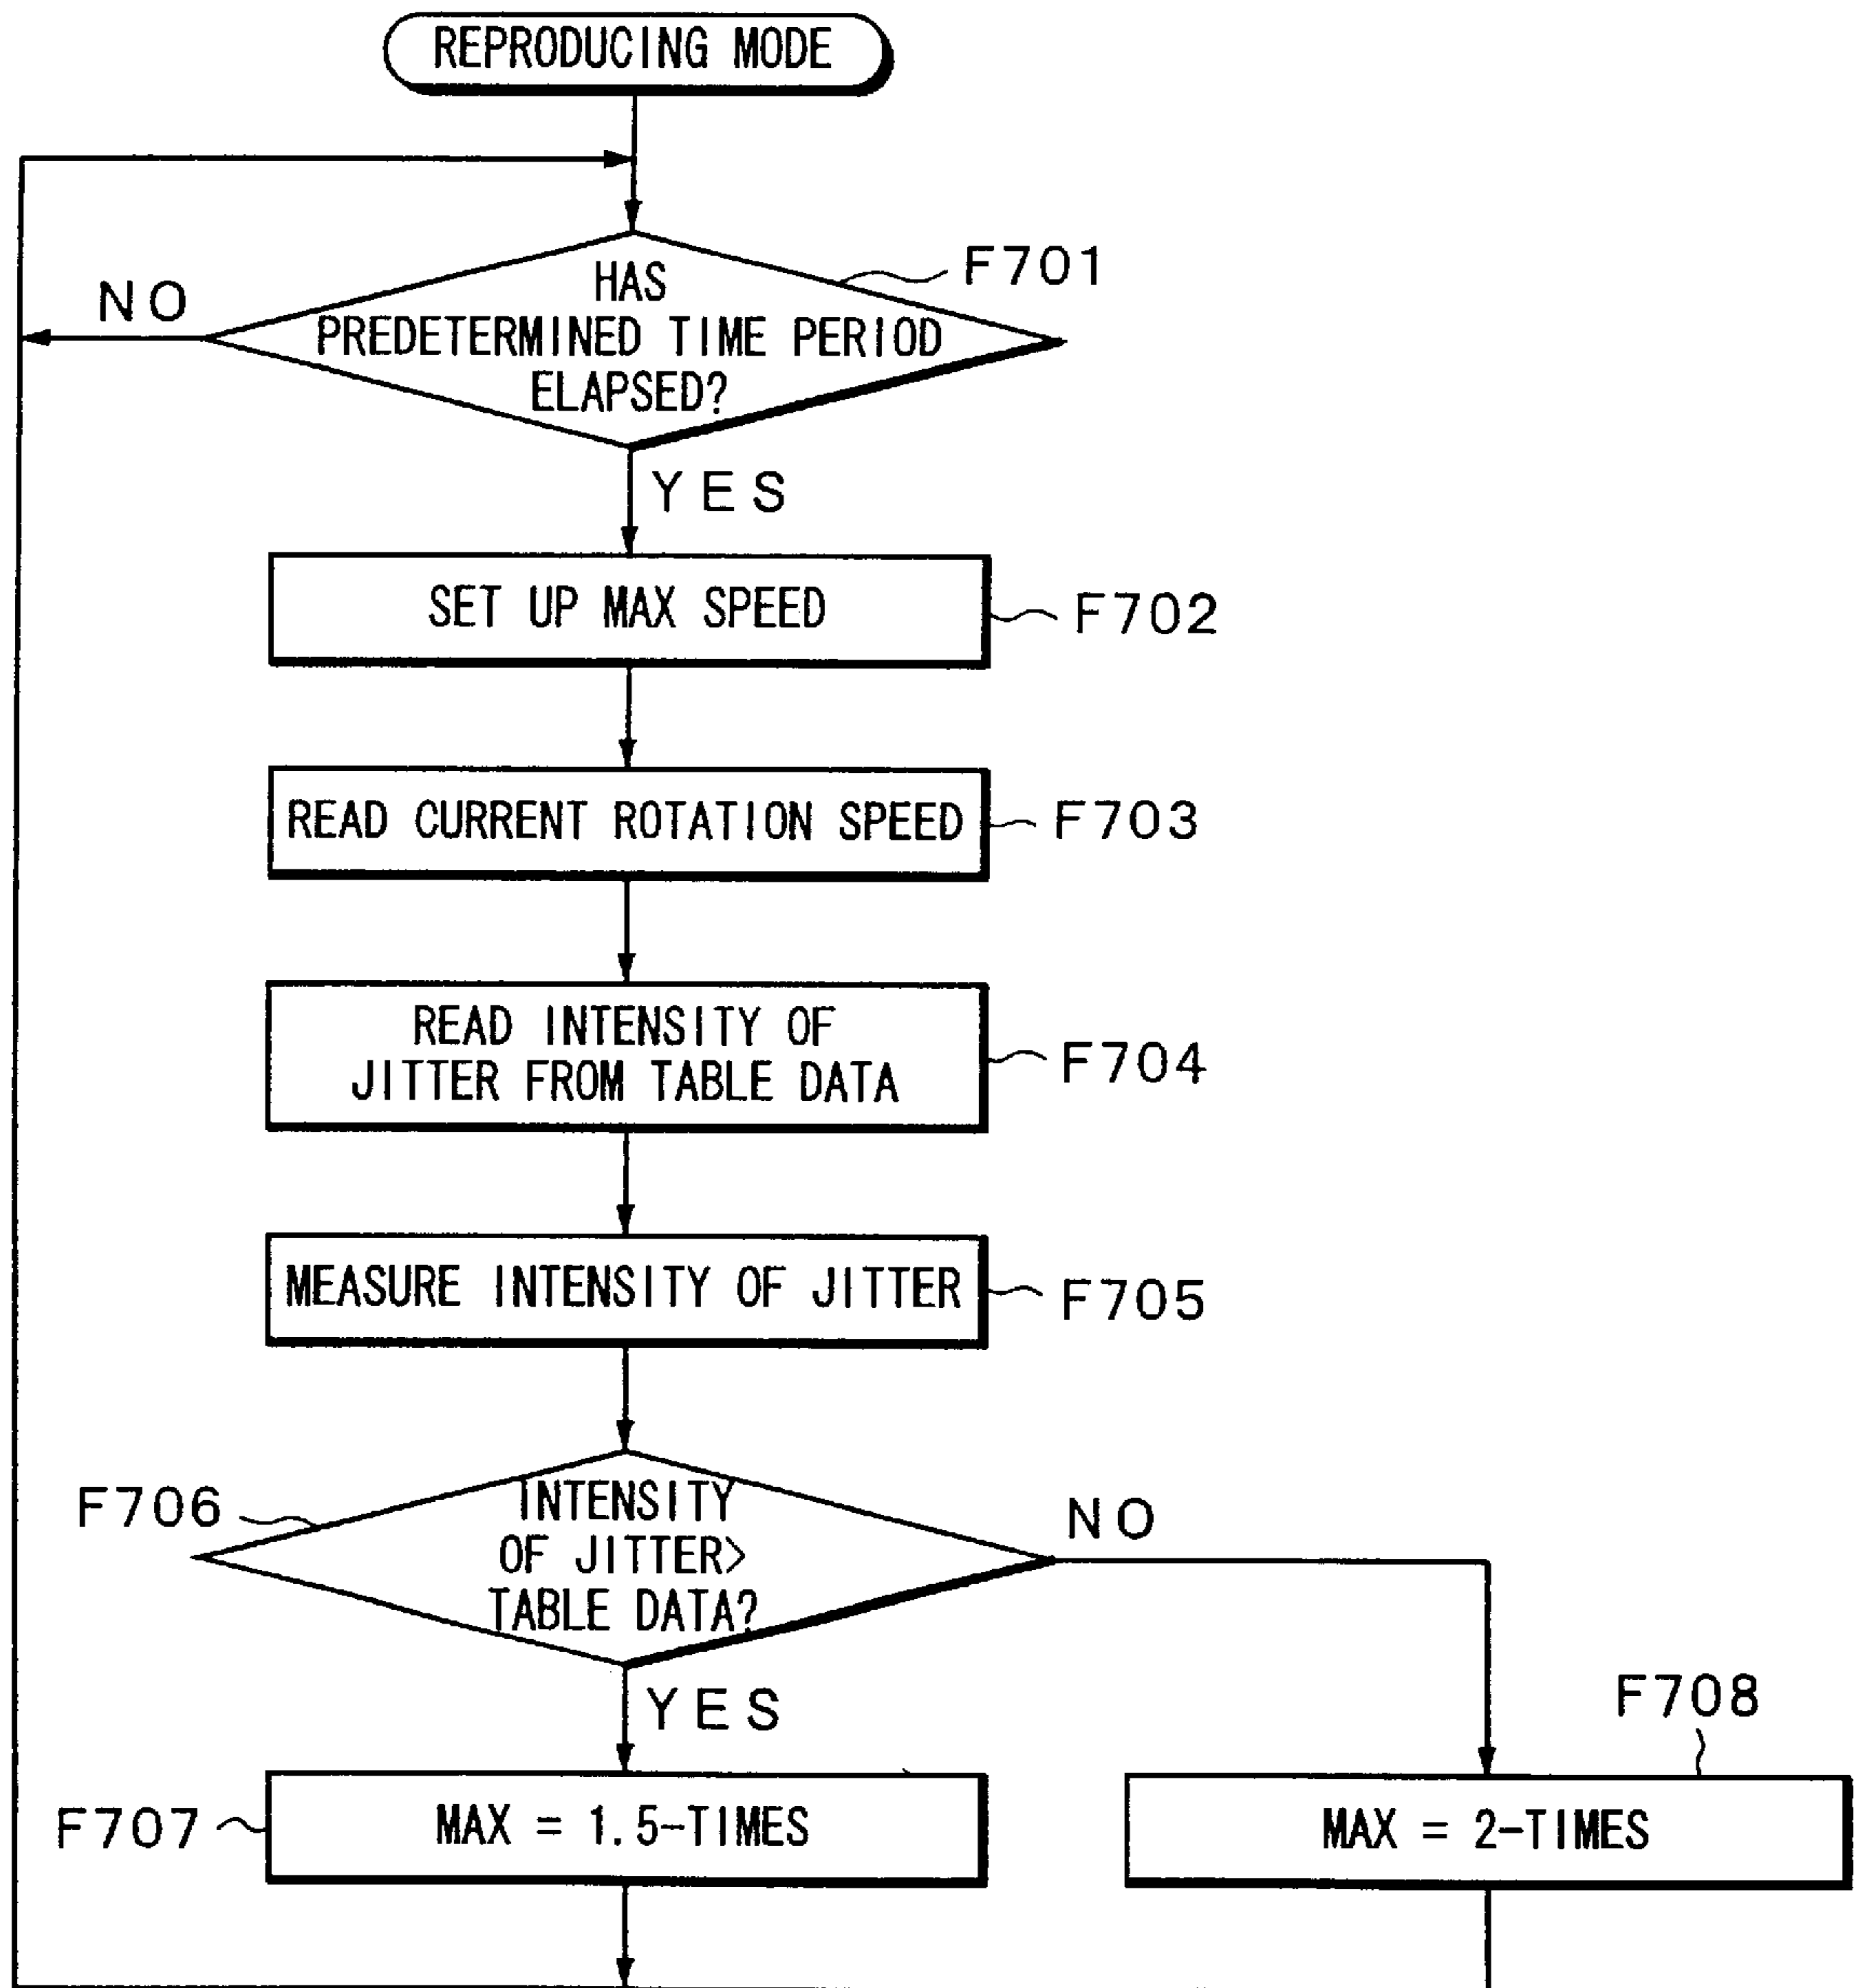 REPRODUCING MODE
F701
HAS
NO
PREDETERMINED TIME PERIOD
ELAPSED?
YES
SET UP MAX SPEED
F702
READ CURRENT ROTATION SPEED
F703
READ INTENSITY OF
JITTER FROM TABLE DATA
F704
MEASURE INTENSITY OF JITTER
F705
F706
INTENSITY
OF JITTER>
TABLE DATA?
NO
YES
F708
F707
MAX = 1.5-TIMES
MAX = 2-TIMES